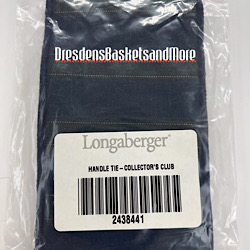 DresdensBasketsandMore
Longaberger®
HANDLE TIE – COLLECTOR'S CLUB
2438441